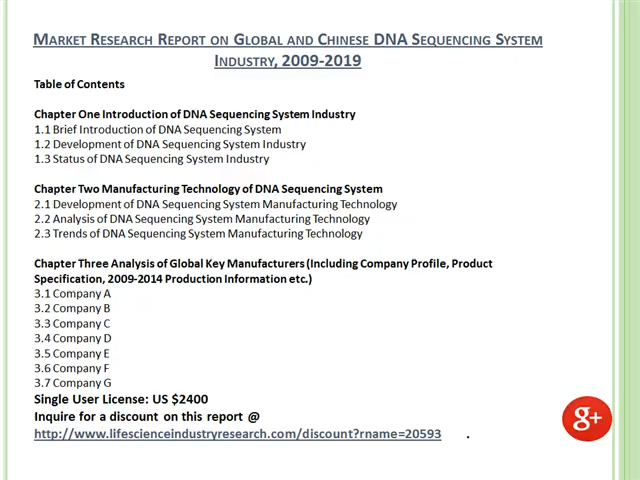 MARKET RESEARCH REPORT ON GLOBAL AND CHINESE DNA SEQUENCING SYSTEM
INDUSTRY, 2009-2019
Table of Contents
Chapter One Introduction of DNA Sequencing System Industry
1.1 Brief Introduction of DNA Sequencing System
1.2 Development of DNA Sequencing System Industry
1.3 Status of DNA Sequencing System Industry
Chapter Two Manufacturing Technology of DNA Sequencing System
2.1 Development of DNA Sequencing System Manufacturing Technology
2.2 Analysis of DNA Sequencing System Manufacturing Technology
2.3 Trends of DNA Sequencing System Manufacturing Technology
Chapter Three Analysis of Global Key Manufacturers (Including Company Profile, Product
Specification, 2009-2014 Production Information etc.)
3.1 Company A
3.2 Company B
3.3 Company C
3.4 Company D
3.5 Company E
3.6 Company F
3.7 Company G
Single User License: US $2400
Inquire for a discount on this report @
http://www.lifescienceindustryresearch.com/discount?rname=20593 .
g+